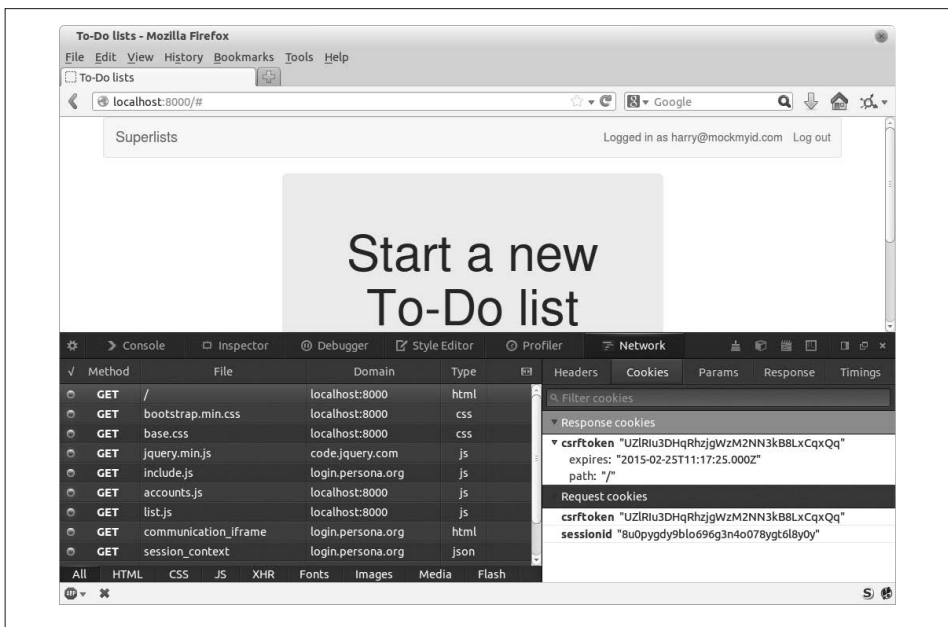 To-Do lists - Mozilla Firefox
File Edit View History Bookmarks Tools Help
To-Do lists
localhost:8000/#
Google
Superlists
Logged in as harry@mockmyid.com Log out
Start a new
To-Do list
Console Inspector Debugger Style Editor Profiler Network
√ Method File Domain Type
Headers Cookies Params Response Timings
GET / localhost:8000 html
GET bootstrap.min.css localhost:8000 css
GET base.css localhost:8000 css
GET jquery.min.js code.jquery.com js
GET include.js login.persona.org js
GET accounts.js localhost:8000 js
GET list.js localhost:8000 js
GET communication_iframe login.persona.org html
GET session_context login.persona.org json
Filter cookies
Response cookies
csrftoken "UZlRIu3DHqRhzjgWzM2NN3kB8LxCqxQq"
expires: "2015-02-25T11:17:25.000Z"
path: "/"
Request cookies
csrftoken "UZlRIu3DHqRhzjgWzM2NN3kB8LxCqxQq"
sessionid "8u0pygdy9blo696g3n4o078ygt6l8y0y"
All HTML CSS JS XHR Fonts Images Media Flash